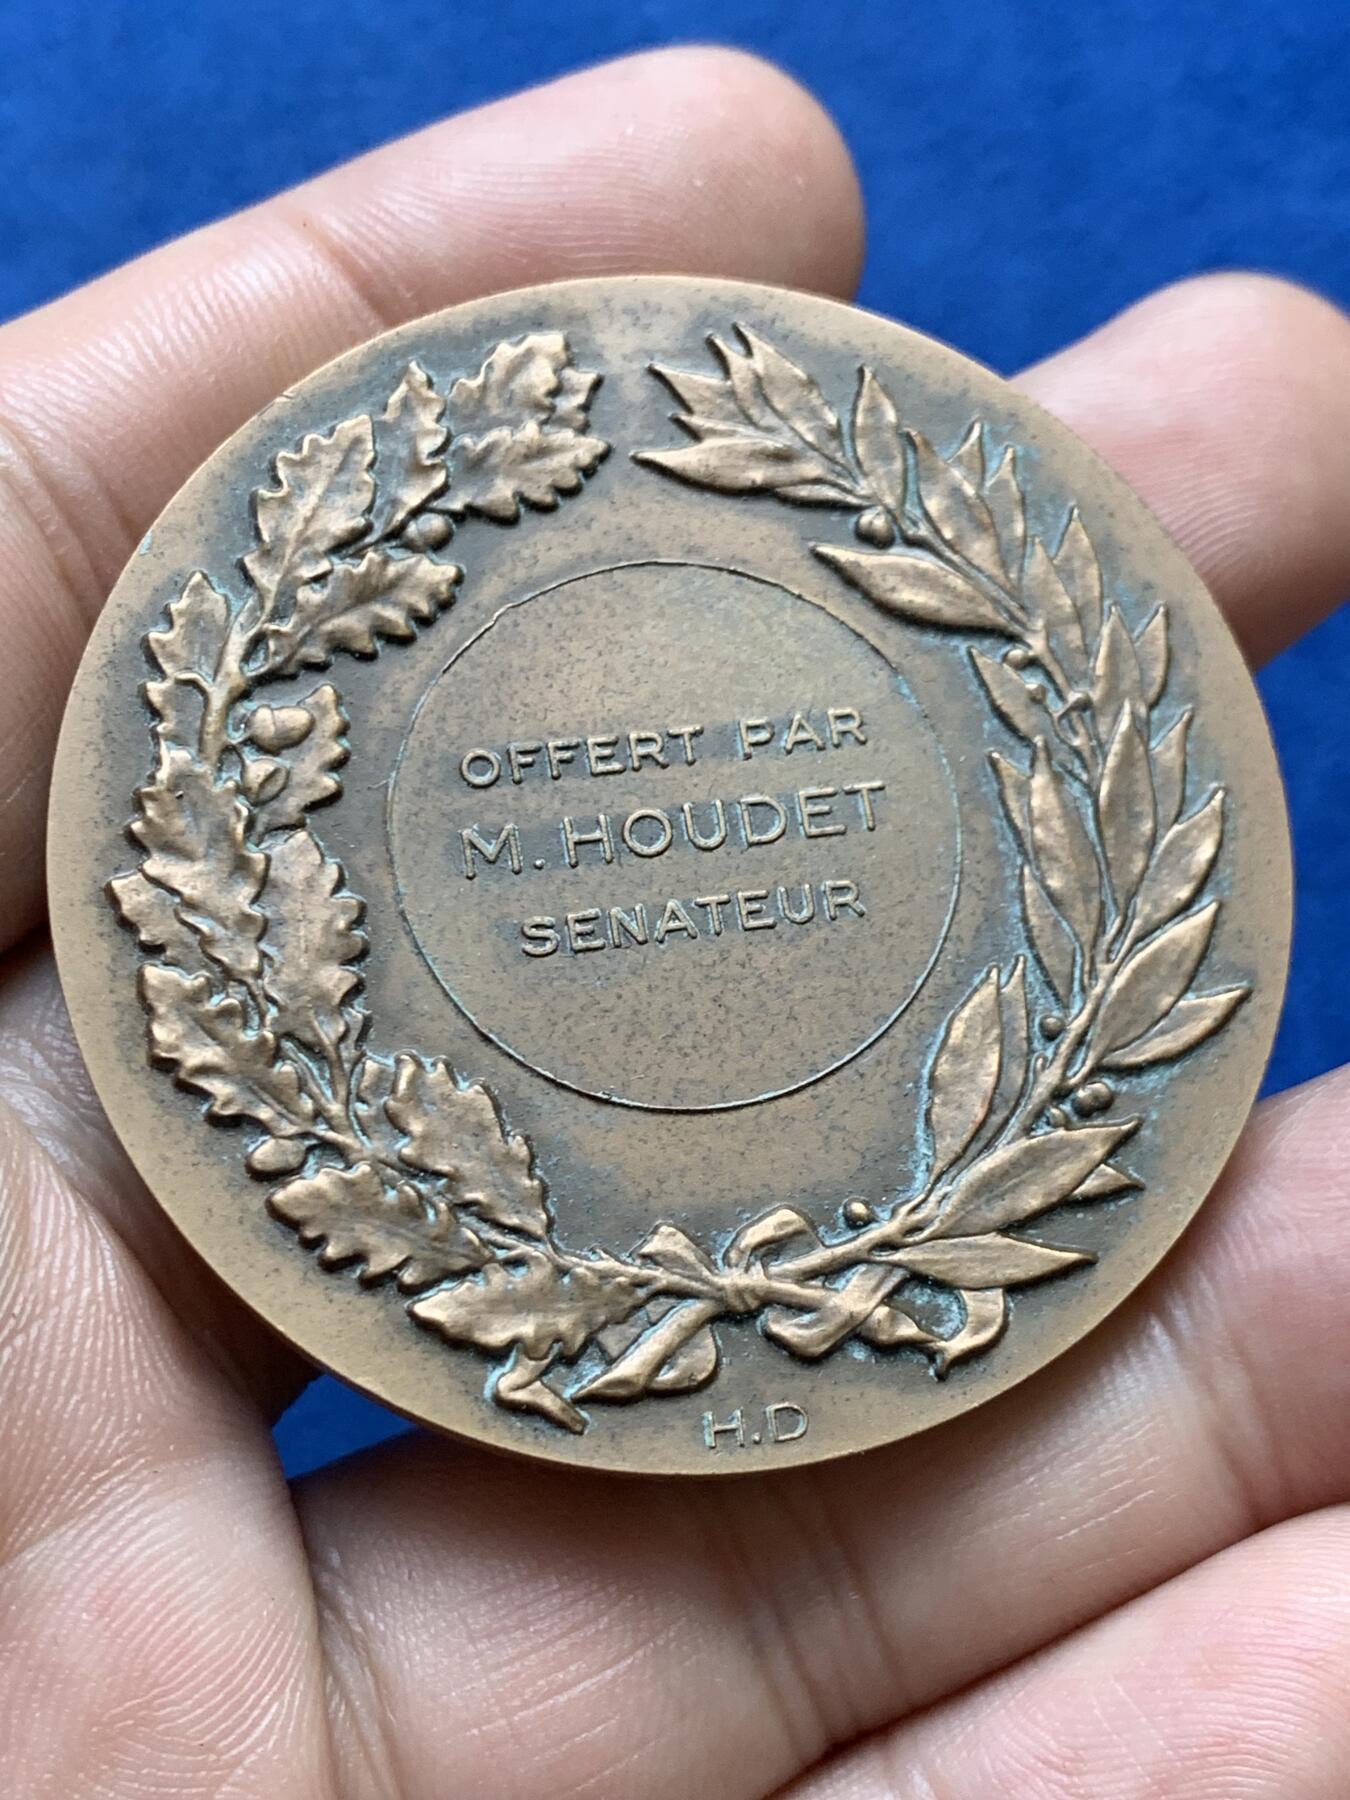 OFFERT PAR
M. HOUDET
SENATEUR
H.D